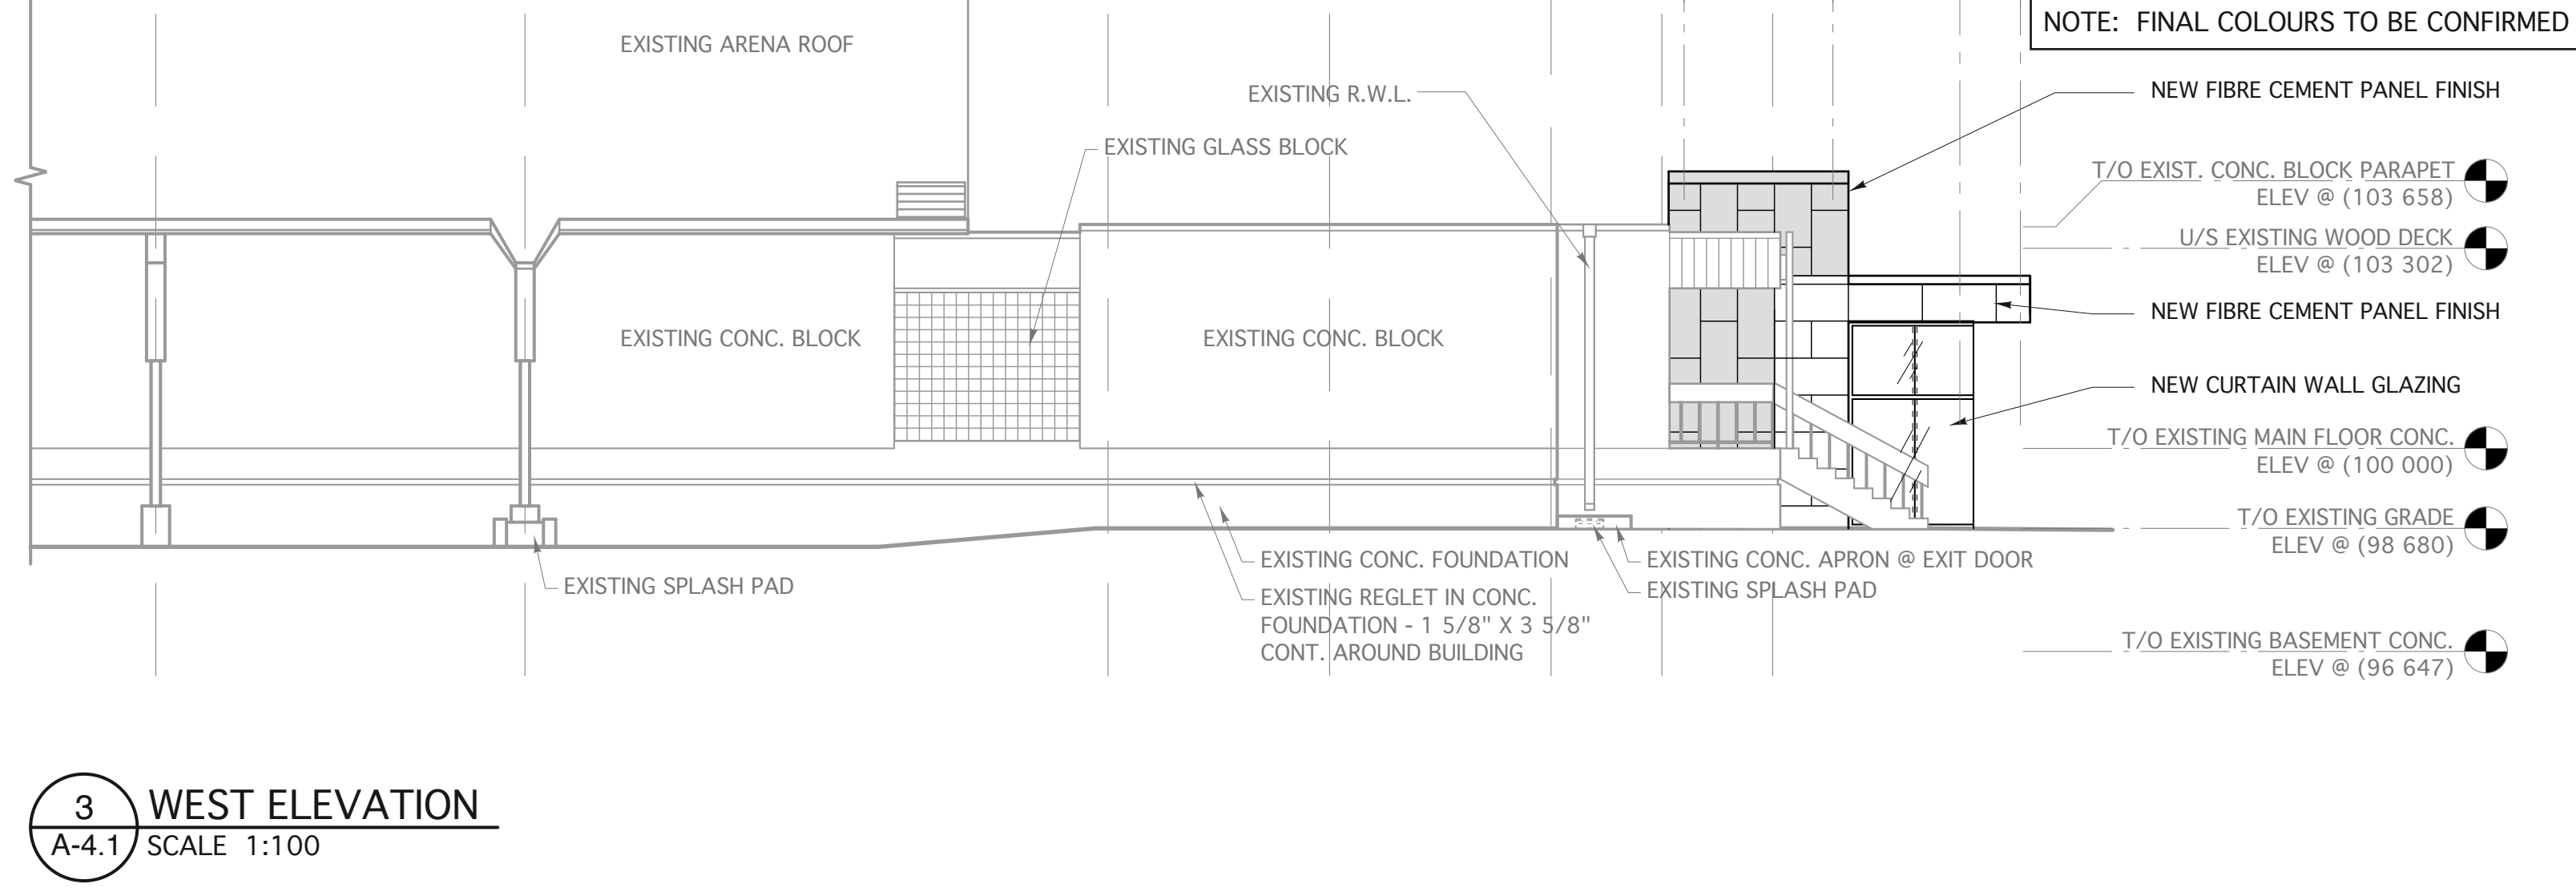 NOTE: FINAL COLOURS TO BE CONFIRMED
EXISTING ARENA ROOF
EXISTING R.W.L.
NEW FIBRE CEMENT PANEL FINISH
EXISTING GLASS BLOCK
T/O EXIST. CONC. BLOCK PARAPET
ELEV @ (103 658)
U/S EXISTING WOOD DECK
ELEV @ (103 302)
NEW FIBRE CEMENT PANEL FINISH
EXISTING CONC. BLOCK
EXISTING CONC. BLOCK
NEW CURTAIN WALL GLAZING
T/O EXISTING MAIN FLOOR CONC.
ELEV @ (100 000)
T/O EXISTING GRADE
ELEV @ (98 680)
EXISTING SPLASH PAD
EXISTING CONC. FOUNDATION
EXISTING REGLET IN CONC.
FOUNDATION - 1 5/8" X 3 5/8"
CONT. AROUND BUILDING
EXISTING CONC. APRON @ EXIT DOOR
EXISTING SPLASH PAD
T/O EXISTING BASEMENT CONC.
ELEV @ (96 647)
3
A-4.1
WEST ELEVATION
SCALE 1:100